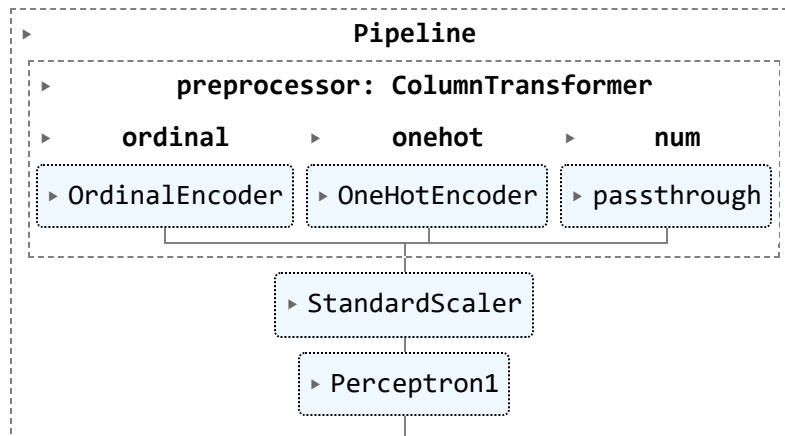 Pipeline
preprocessor: ColumnTransformer
ordinal onehot num
OrdinalEncoder OneHotEncoder passthrough
StandardScaler
Perceptron1